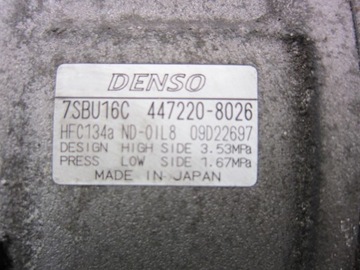 DENSO
7SBU16C 447220-8026
HFC134a ND-OIL8 09D22697
DESIGN HIGH SIDE 3.53MPa
PRESS LOW SIDE 1.67MPa
MADE IN JAPAN